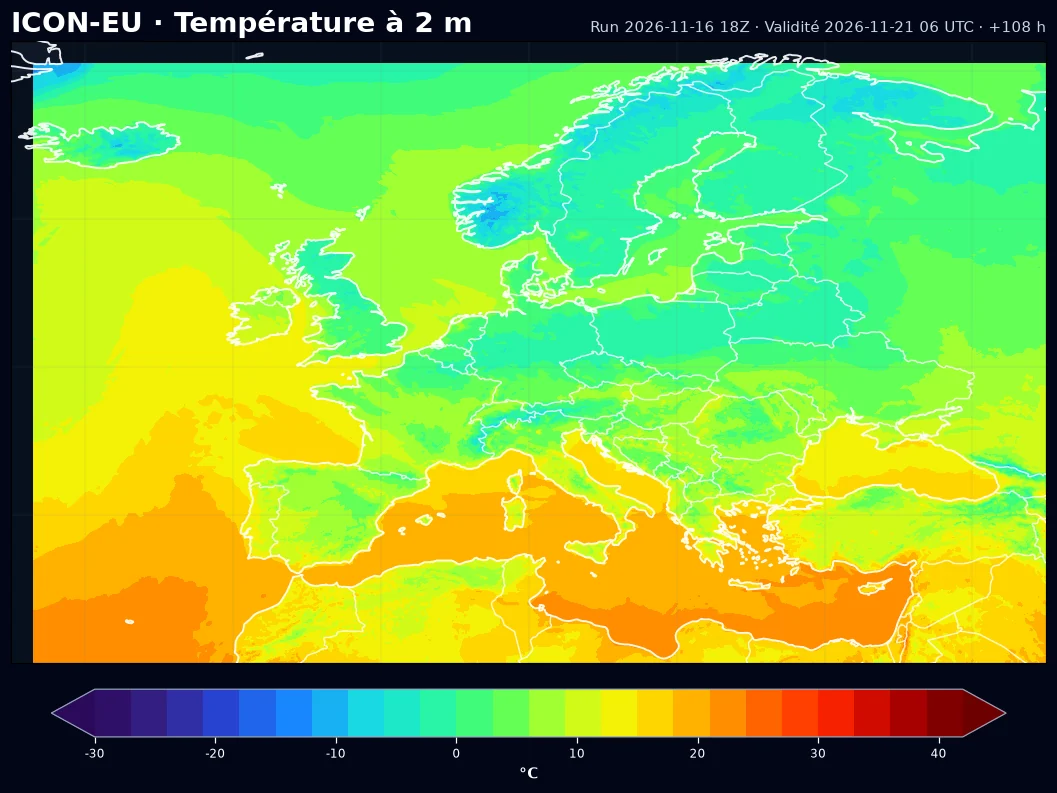 ICON-EU · Température à 2 m
Run 2026-11-16 18Z · Validité 2026-11-21 06 UTC · +108 h
-30 -20 -10 0 10 20 30 40
°C